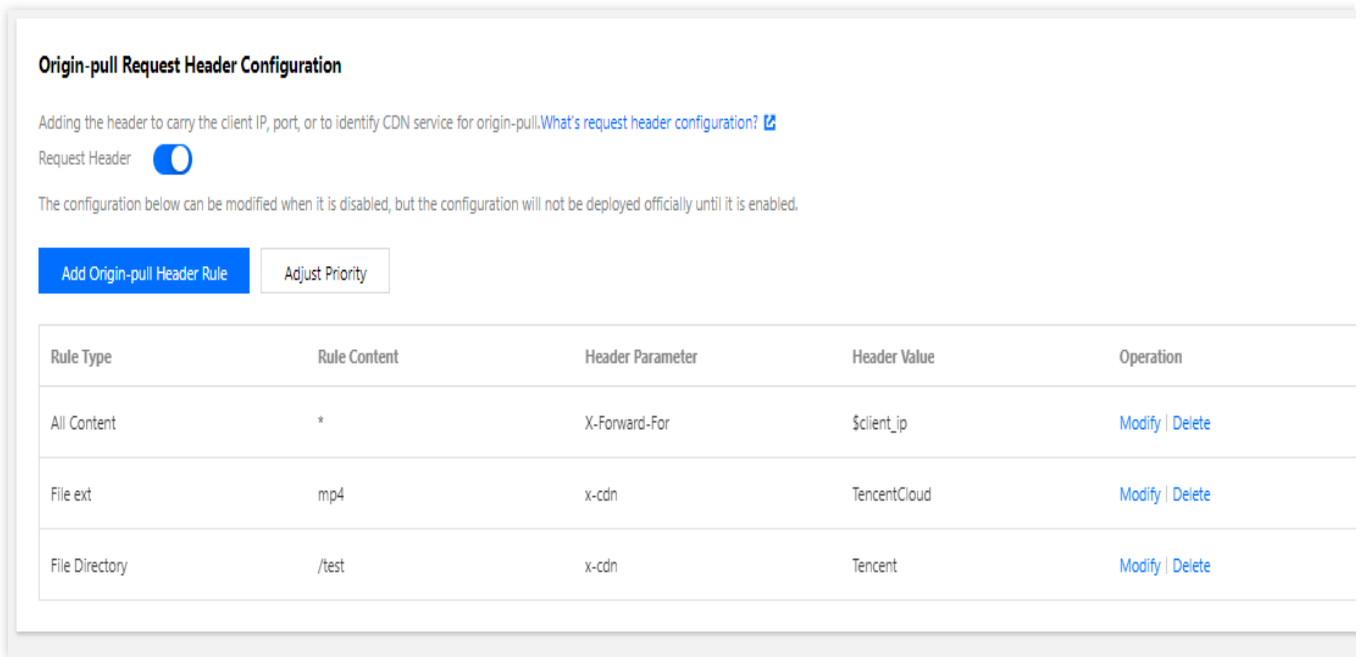 Origin-pull Request Header Configuration
Adding the header to carry the client IP, port, or to identify CDN service for origin-pull.What's request header configuration?
Request Header
The configuration below can be modified when it is disabled, but the configuration will not be deployed officially until it is enabled.
Add Origin-pull Header Rule Adjust Priority
Rule Type Rule Content Header Parameter Header Value Operation
All Content * X-Forward-For $client_ip Modify | Delete
File ext mp4 x-cdn TencentCloud Modify | Delete
File Directory /test x-cdn Tencent Modify | Delete